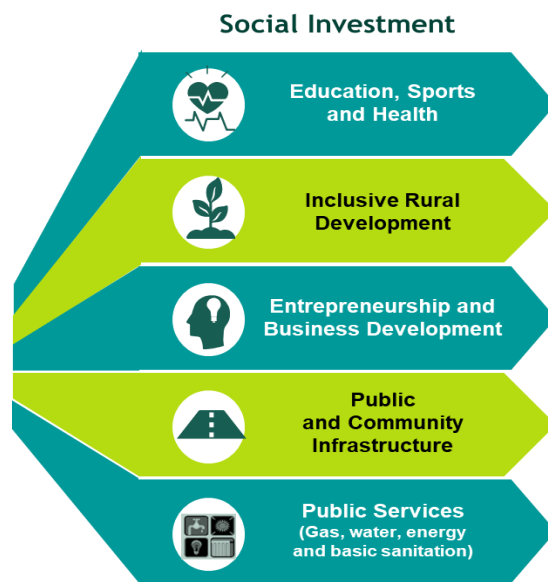 Social Investment
Education, Sports
and Health
Inclusive Rural
Development
Entrepreneurship and
Business Development
Public
and Community
Infrastructure
Public Services
(Gas, water, energy
and basic sanitation)